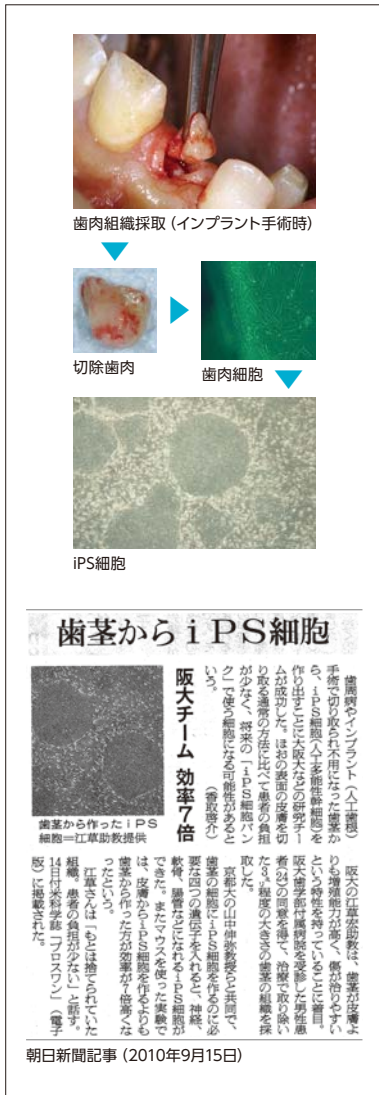 歯肉組織採取（インプラント手術時）
切除歯肉
歯肉細胞
iPS細胞
歯茎からｉＰＳ細胞
阪大チーム 効率７倍
歯周病やインプラント（人工歯根）
手術で切り取られ不用になった歯茎か
ら、ｉＰＳ細胞（人工多能性幹細胞）を
作り出すことに大阪大などの研究チー
ムが成功した。ほおの表面の皮膚を切
り取る通常の方法に比べて患者の負担
が少なく、将来の「ｉＰＳ細胞バン
ク」で使う細胞になる可能性があると
いう。　（香取啓介）
歯茎から作ったｉＰＳ
細胞＝江草助教提供
阪大の江草宏助教は、歯茎が皮膚よ
りも増殖能力が高く、傷が治りやすい
という特性を持っていることに着目。
阪大歯学部付属病院を受診した男性患
者(24)の同意を得て、治療で取り除い
た３㍉程度の大きさの歯茎の組織を採
取した。
京都大の山中伸弥教授らと共同で、
歯茎の細胞にｉＰＳ細胞を作るのに必
要な四つの遺伝子を入れると、神経、
軟骨、腸管などになれるｉＰＳ細胞が
できた。またマウスを使った実験で
は、皮膚からｉＰＳ細胞を作るよりも
歯茎から作った方が効率が７倍高くな
ったという。
江草さんは「もとは捨てられていた
組織。患者の負担が少ない」と話す。
14日付米科学誌「プロスワン」（電子
版）に掲載された。
朝日新聞記事（2010年9月15日）